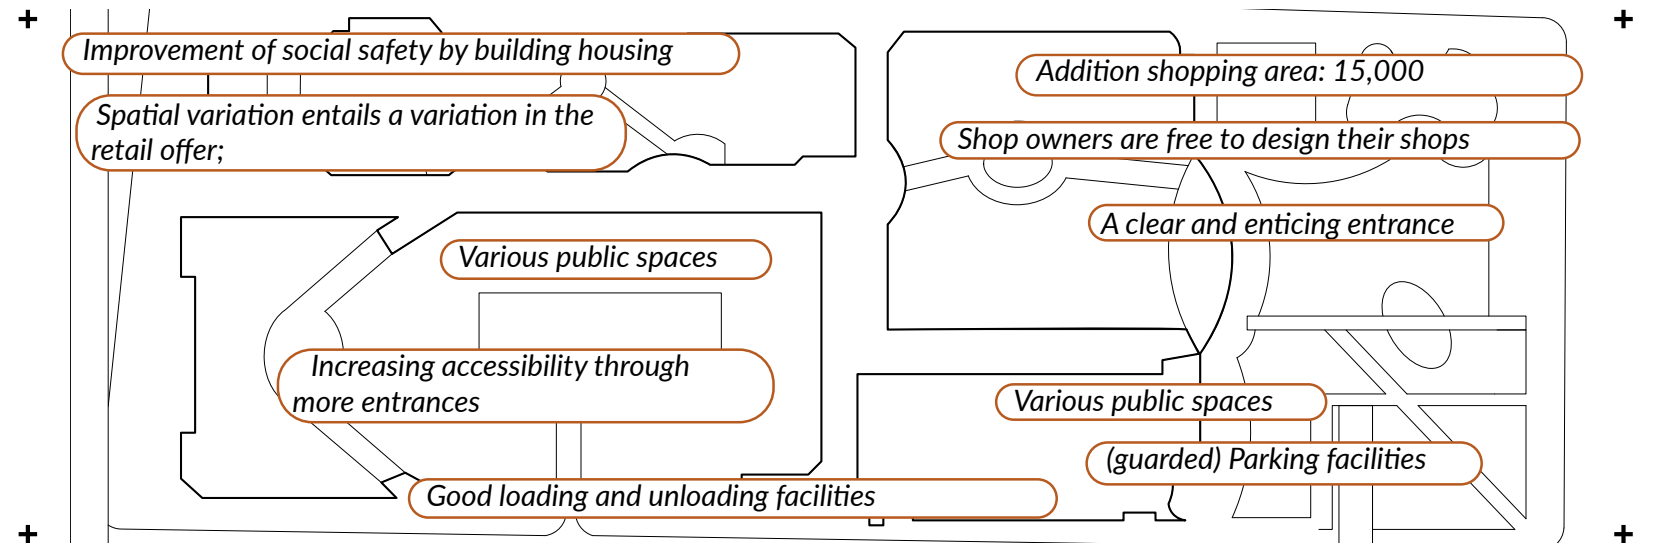 Improvement of social safety by building housing
Spatial variation entails a variation in the
retail offer;
Various public spaces
Increasing accessibility through
more entrances
Good loading and unloading facilities
Addition shopping area: 15,000
Shop owners are free to design their shops
A clear and enticing entrance
Various public spaces
(guarded) Parking facilities